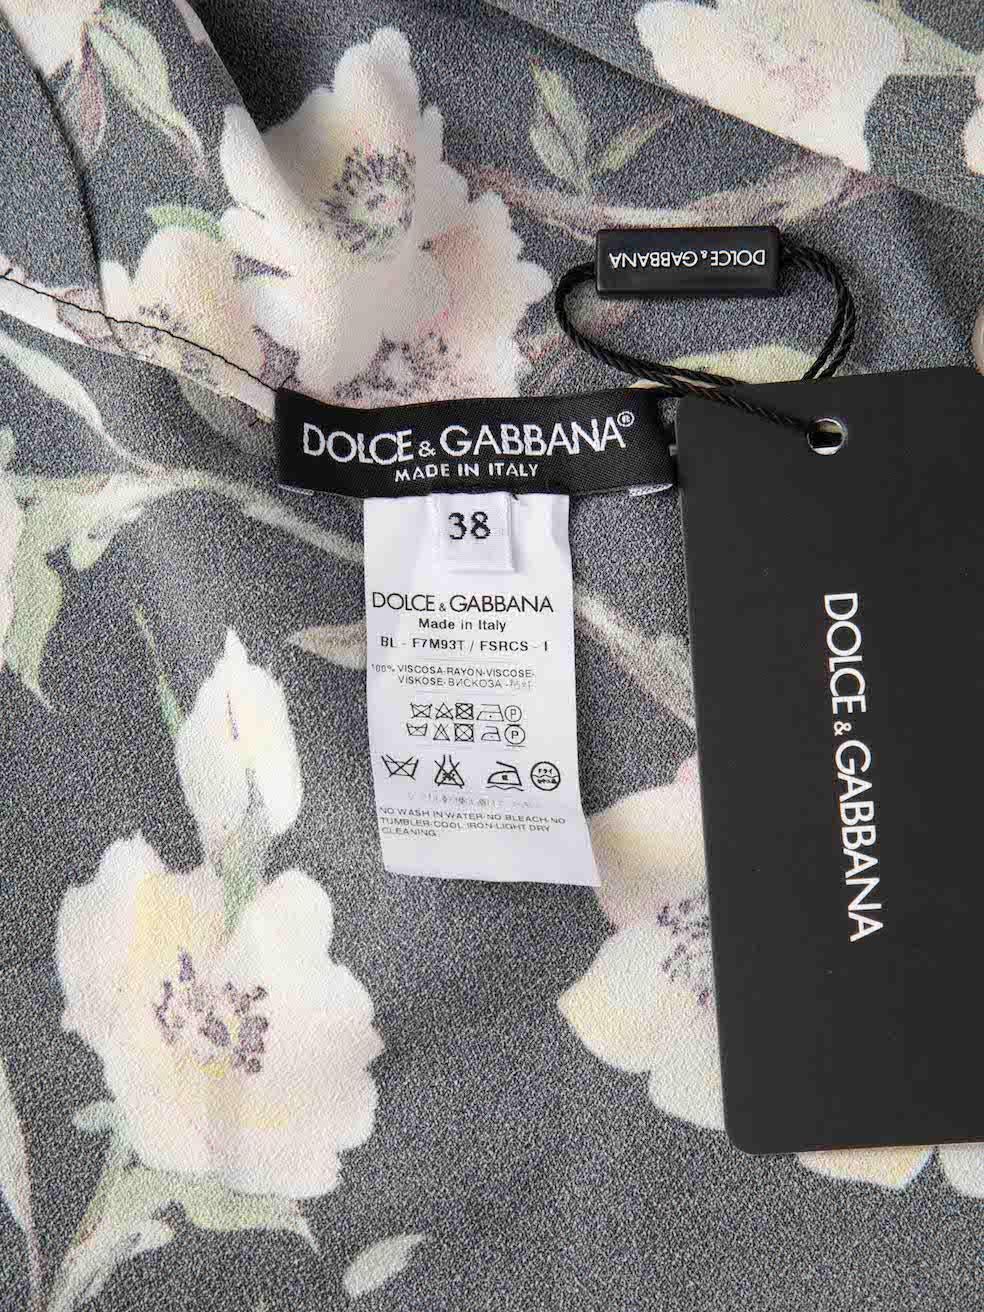 DOLCE & GABBANA
DOLCE & GABBANA®
MADE IN ITALY
38
DOLCE & GABBANA
Made in Italy
BL - F7M93T / FSRCS - 1
100% VISCOSA-RAYON-VISCOSE-
VISKOSE-ВИСКОЗА-
P
P
NO WASH IN WATER-NO BLEACH-NO
TUMBLER-COOL IRON-LIGHT DRY
CLEANING
DOLCE & GABBANA